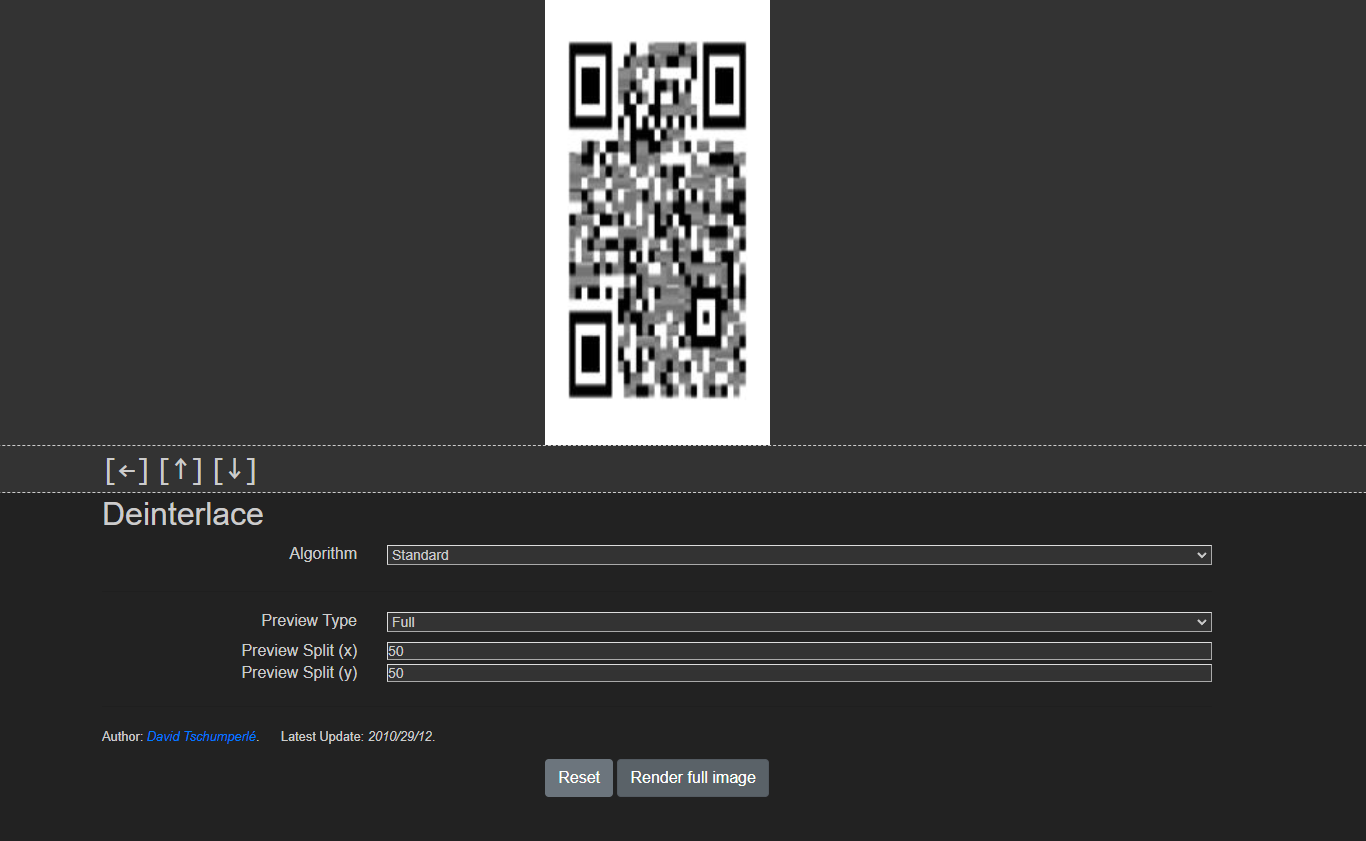 [←] [↑] [↓]
Deinterlace
Algorithm Standard
Preview Type Full
Preview Split (x) 50
Preview Split (y) 50
Author: David Tschumperlé. Latest Update: 2010/29/12.
Reset Render full image